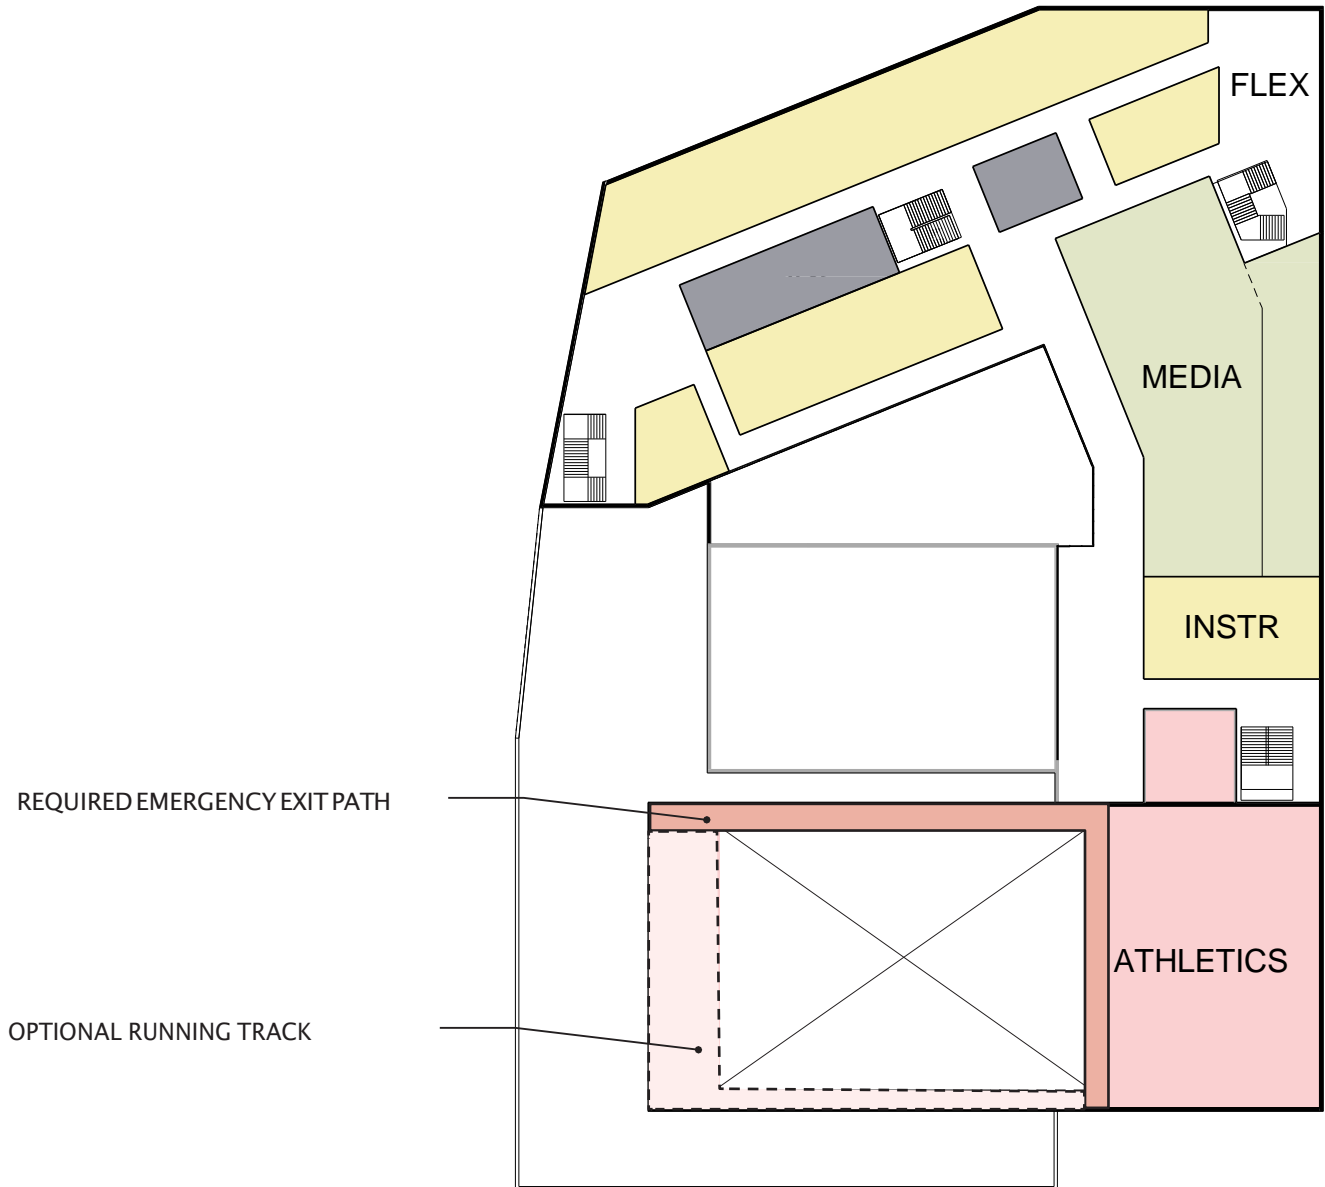 FLEX
MEDIA
INSTR
REQUIRED EMERGENCY EXIT PATH
ATHLETICS
OPTIONAL RUNNING TRACK